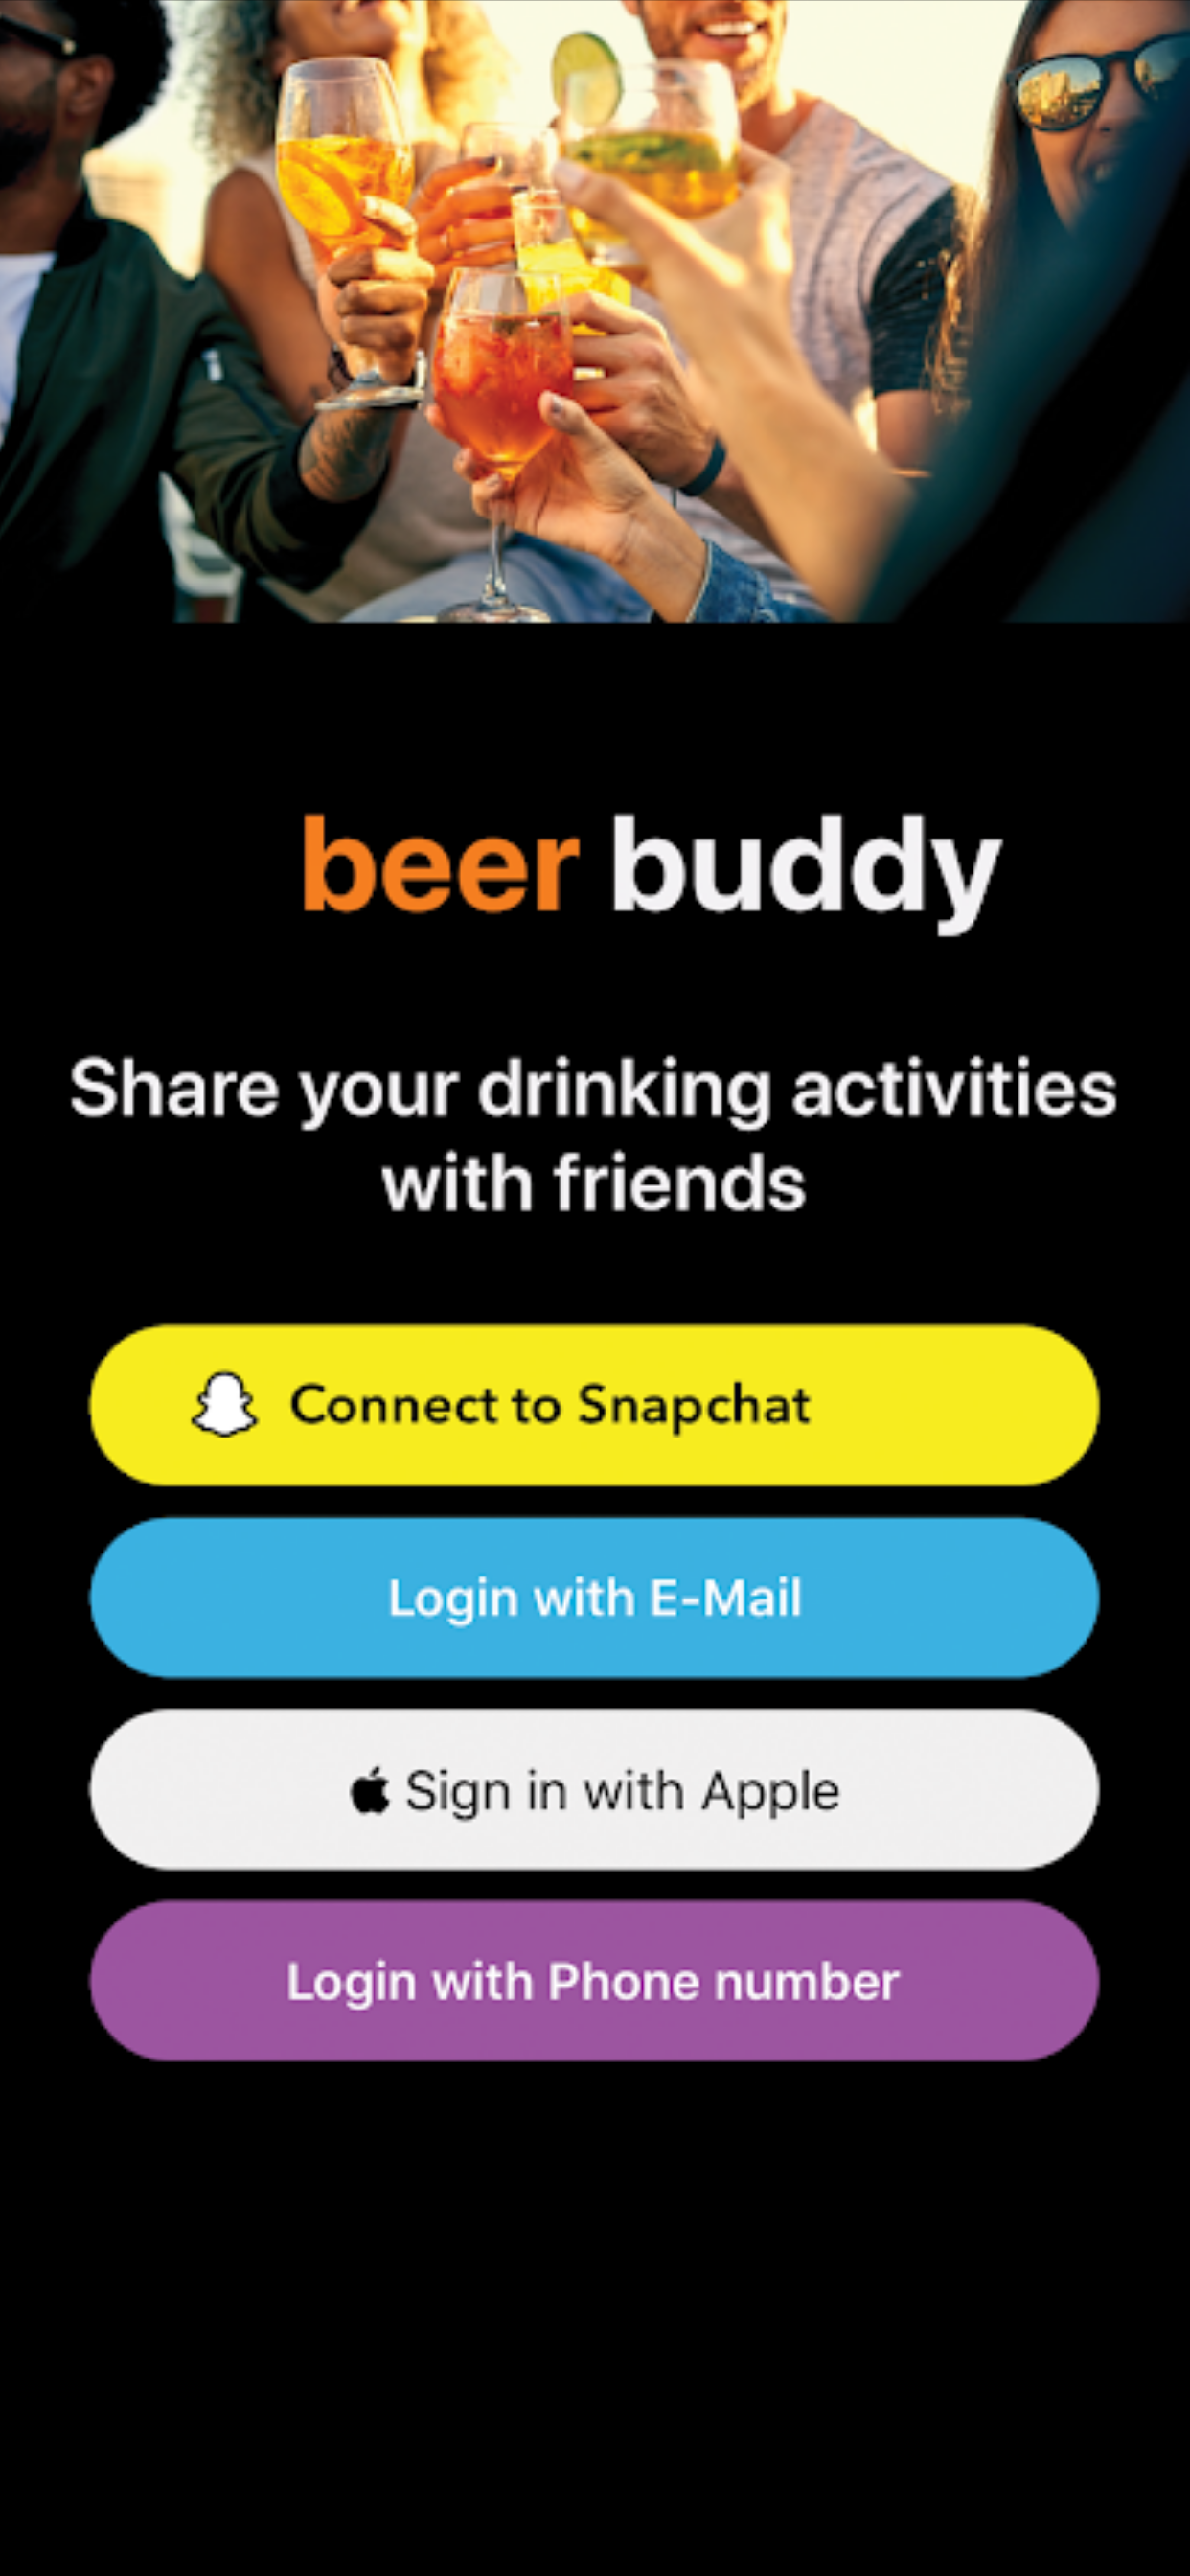 beer buddy
Share your drinking activities
with friends
Connect to Snapchat
Login with E-Mail
Sign in with Apple
Login with Phone number